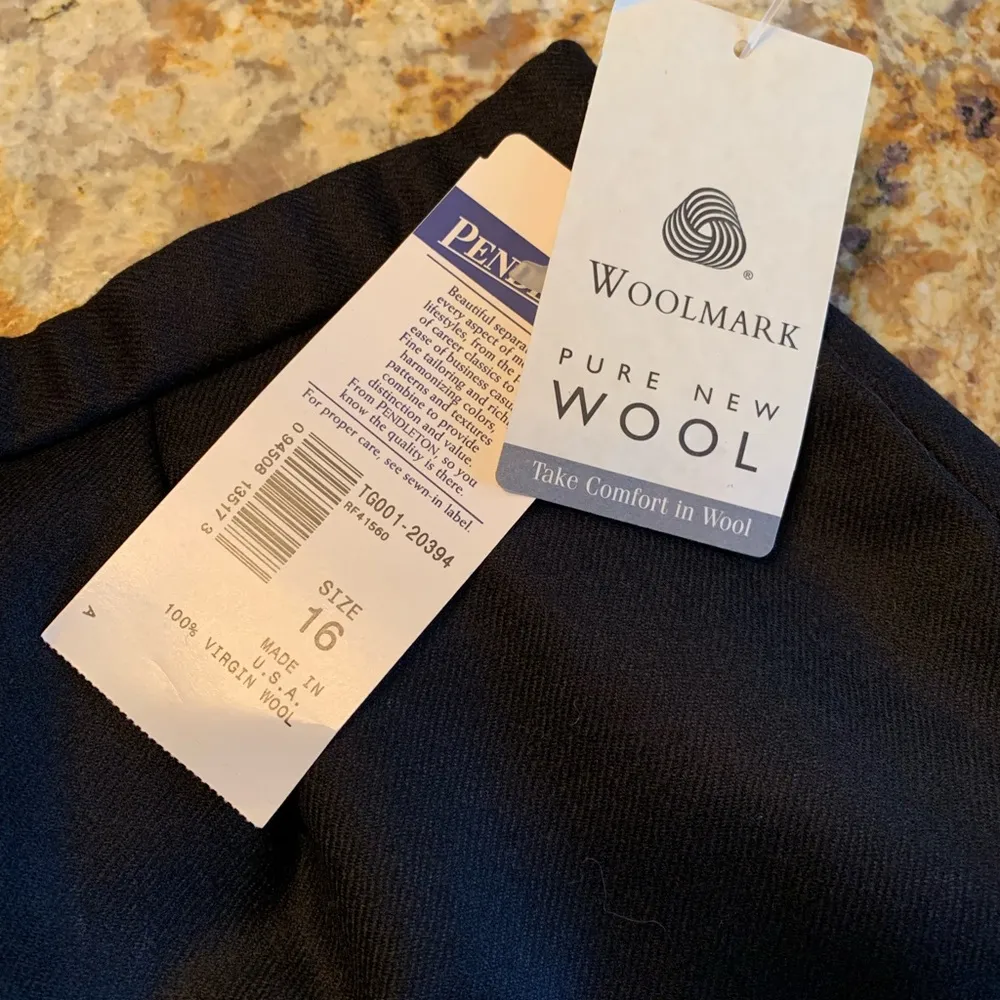 PEN
Beautiful separa
every aspect of m
lifestyles, from the
of career classics to
ease of business casu
Fine tailoring and rich
harmonizing colors,
patterns and textures
combine to provide
distinction and value.
From PENDLETON, so you
know the quality is there.
For proper care, see sewn-in label.
0 94508 13517 3
TG001-20394
RF41560
SIZE
16
MADE IN
U.S.A.
100% VIRGIN WOOL
A
®
WOOLMARK
PURE NEW
WOOL
Take Comfort in Wool